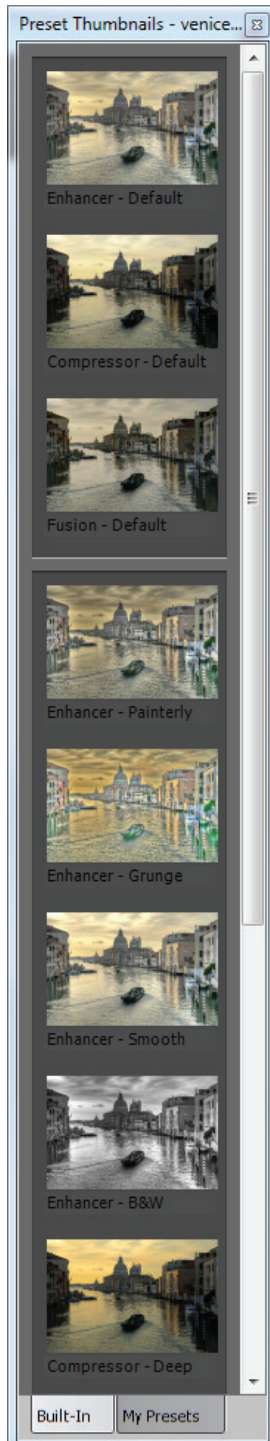 Preset Thumbnails - venice...
Enhancer - Default
Compressor - Default
Fusion - Default
Enhancer - Painterly
Enhancer - Grunge
Enhancer - Smooth
Enhancer - B&W
Compressor - Deep
Built-In
My Presets